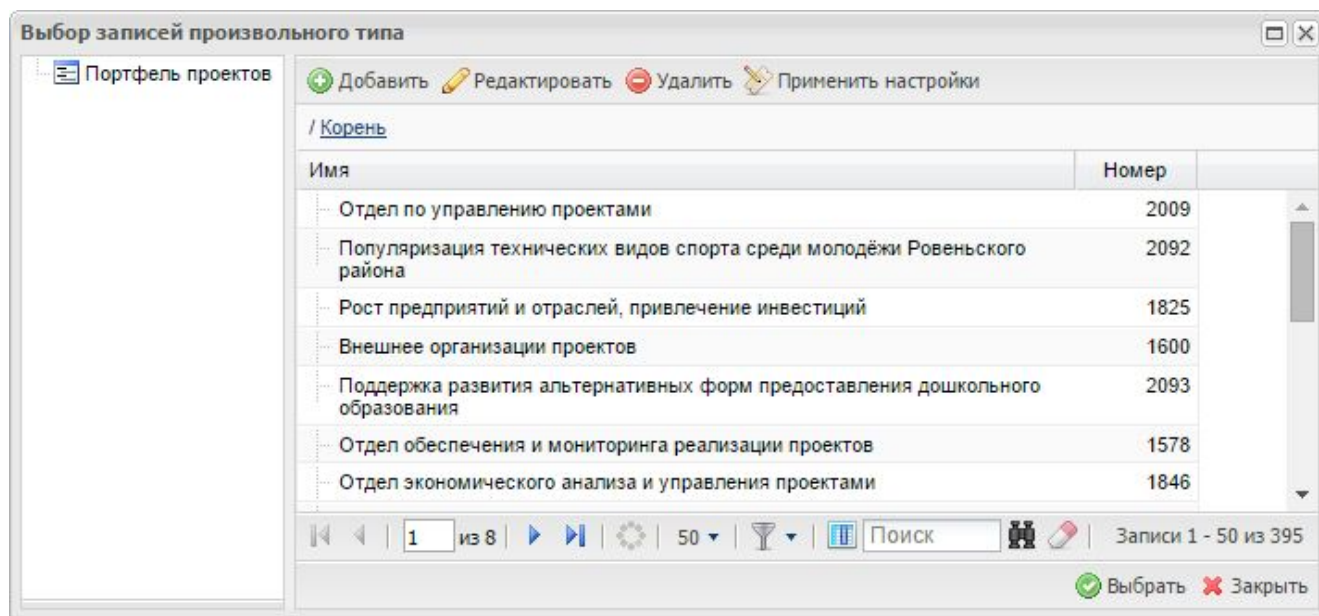 Выбор записей произвольного типа
Портфель проектов
Добавить Редактировать Удалить Применить настройки
/ Корень
Имя Номер
Отдел по управлению проектами 2009
Популяризация технических видов спорта среди молодёжи Ровеньского 2092
района
Рост предприятий и отраслей, привлечение инвестиций 1825
Внешнее организации проектов 1600
Поддержка развития альтернативных форм предоставления дошкольного 2093
образования
Отдел обеспечения и мониторинга реализации проектов 1578
Отдел экономического анализа и управления проектами 1846
1 из 8 50 Поиск Записи 1 - 50 из 395
Выбрать Закрыть